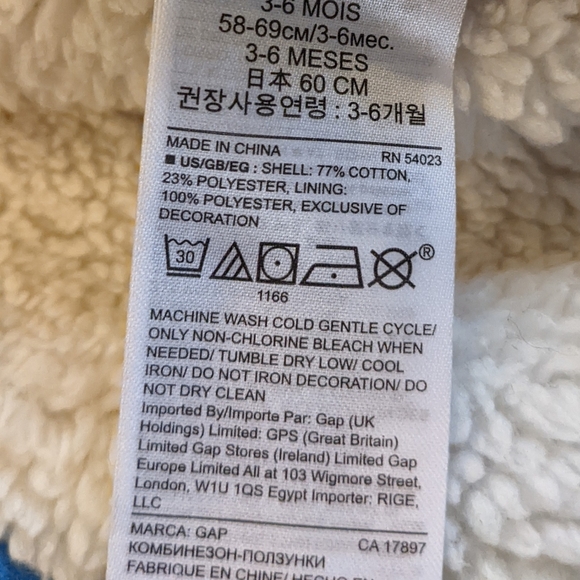 3-6 MOIS
58-69см/3-6мес.
3-6 MESES
日本 60 CM
권장사용연령 : 3-6개월
MADE IN CHINA RN 54023
■ US/GB/EG : SHELL: 77% COTTON,
23% POLYESTER, LINING:
100% POLYESTER, EXCLUSIVE OF
DECORATION
30 ®
1166
MACHINE WASH COLD GENTLE CYCLE/
ONLY NON-CHLORINE BLEACH WHEN
NEEDED/ TUMBLE DRY LOW/ COOL
IRON/ DO NOT IRON DECORATION/ DO
NOT DRY CLEAN
Imported By/Importe Par: Gap (UK
Holdings) Limited: GPS (Great Britain)
Limited Gap Stores (Ireland) Limited Gap
Europe Limited All at 103 Wigmore Street,
London, W1U 1QS Egypt Importer: RIGE,
LLC
MARCA: GAP CA 17897
КОМБИНЕЗОН-ПОЛЗУНКИ
FABRIQUE EN CHINE/ HECHO EN